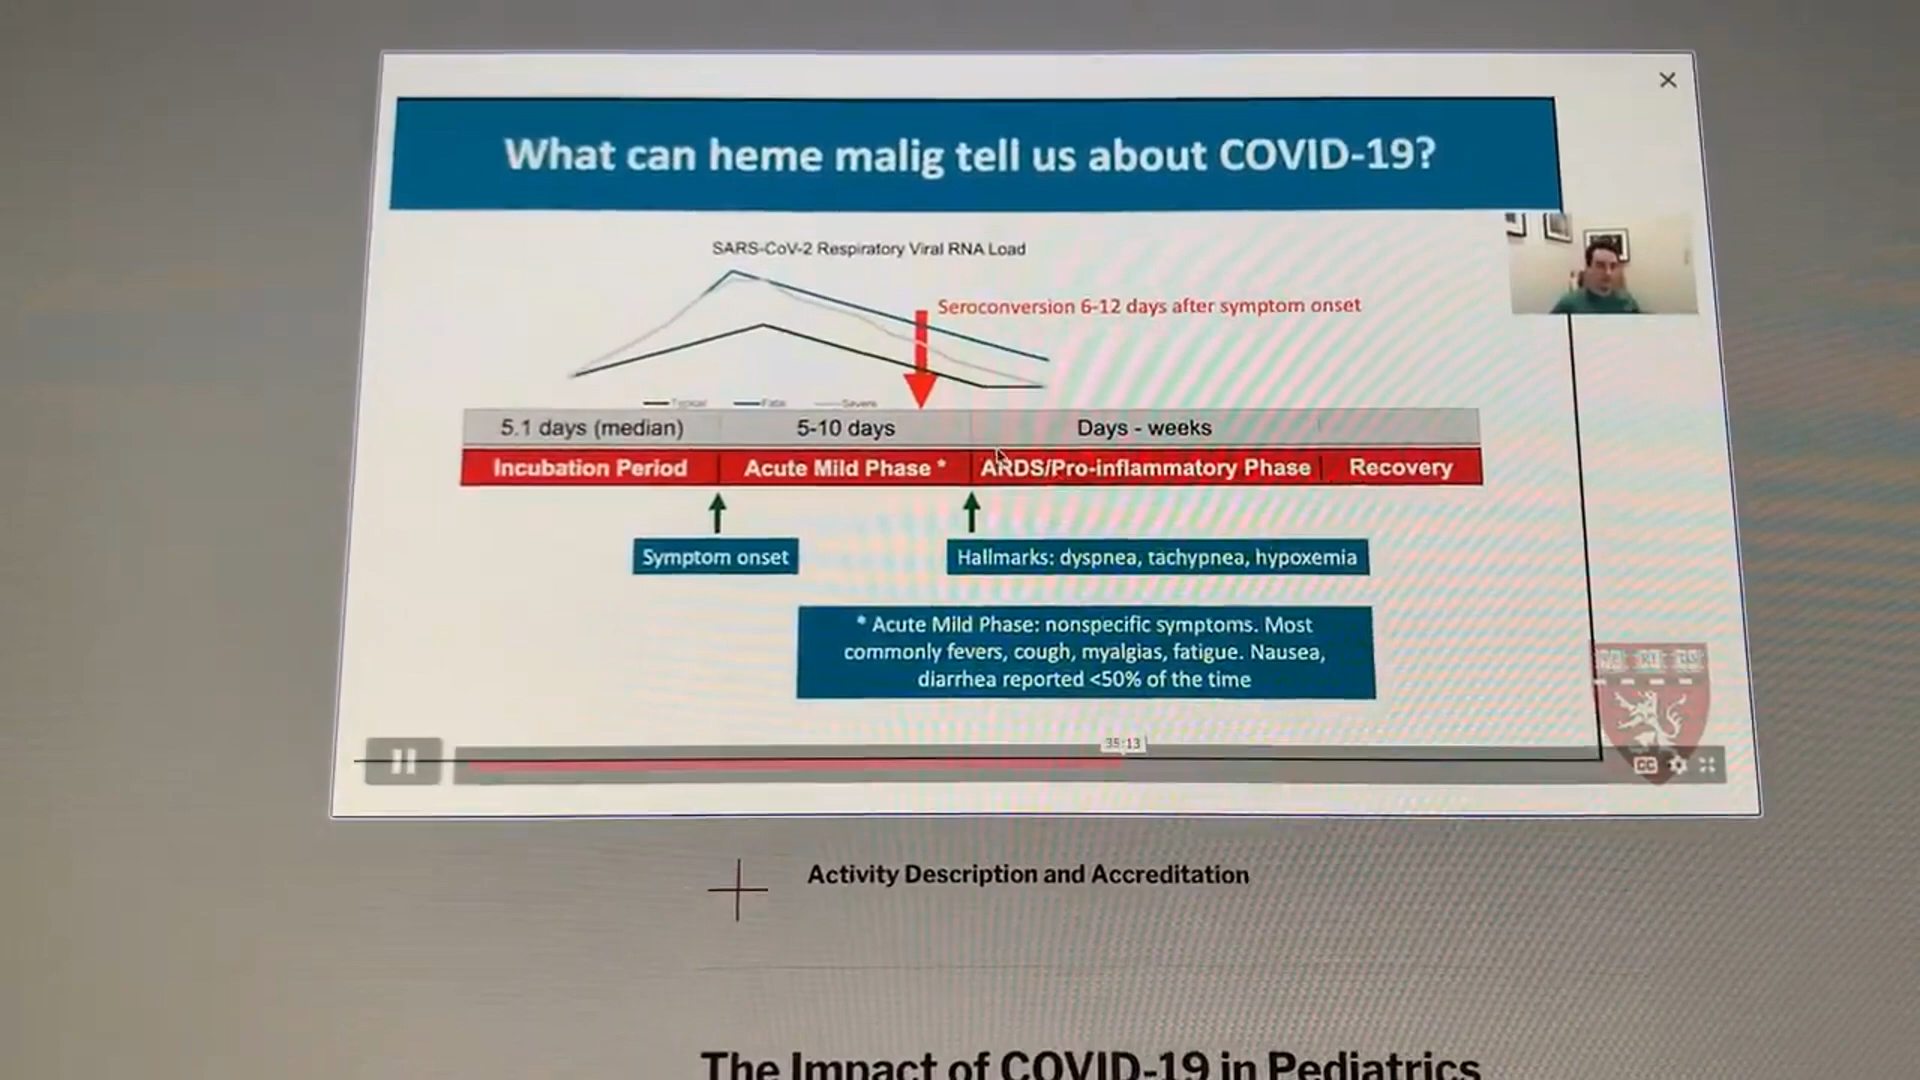 What can heme malig tell us about COVID-19?
SARS-CoV-2 Respiratory Viral RNA Load
Seroconversion 6-12 days after symptom onset
Typical Severe
5.1 days (median) 5-10 days Days - weeks
Incubation Period Acute Mild Phase * ARDS/Pro-inflammatory Phase Recovery
Symptom onset Hallmarks: dyspnea, tachypnea, hypoxemia
* Acute Mild Phase: nonspecific symptoms. Most
commonly fevers, cough, myalgias, fatigue. Nausea,
diarrhea reported <50% of the time
35:13
CC
Activity Description and Accreditation
The Impact of COVID-19 in Pediatrics